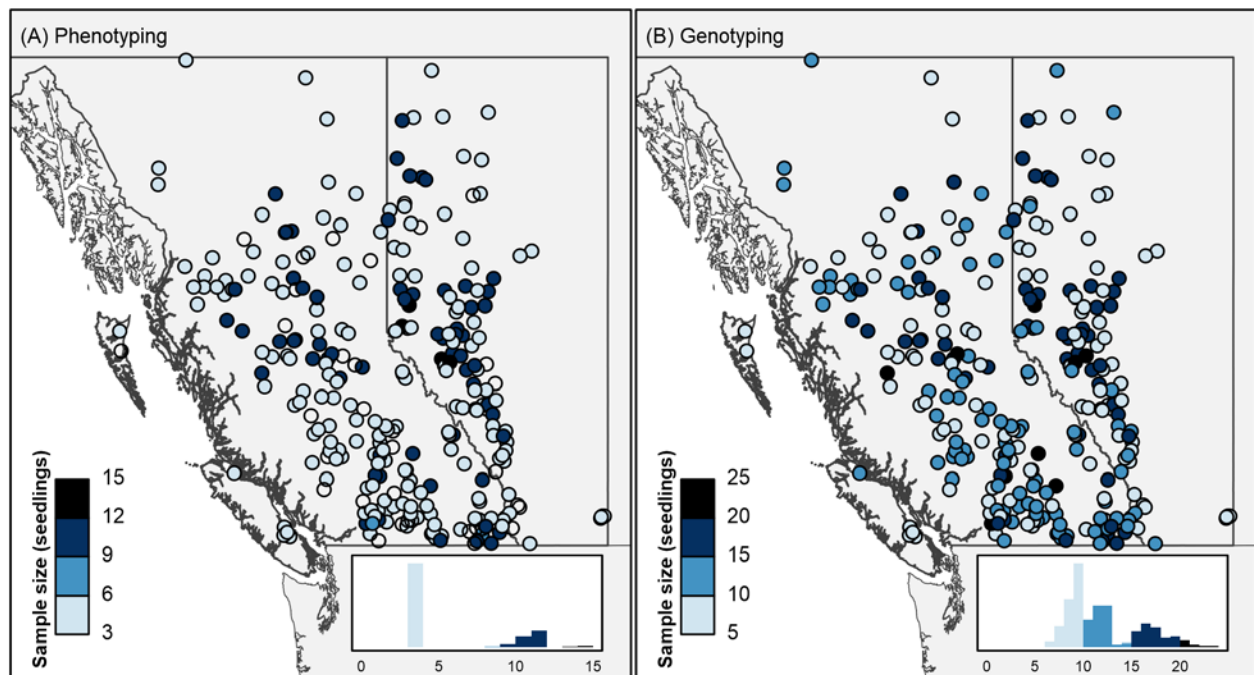 (A) Phenotyping
Sample size (seedlings)
15
12
9
6
3
0 5 10 15
(B) Genotyping
Sample size (seedlings)
25
20
15
10
5
0 5 10 15 20